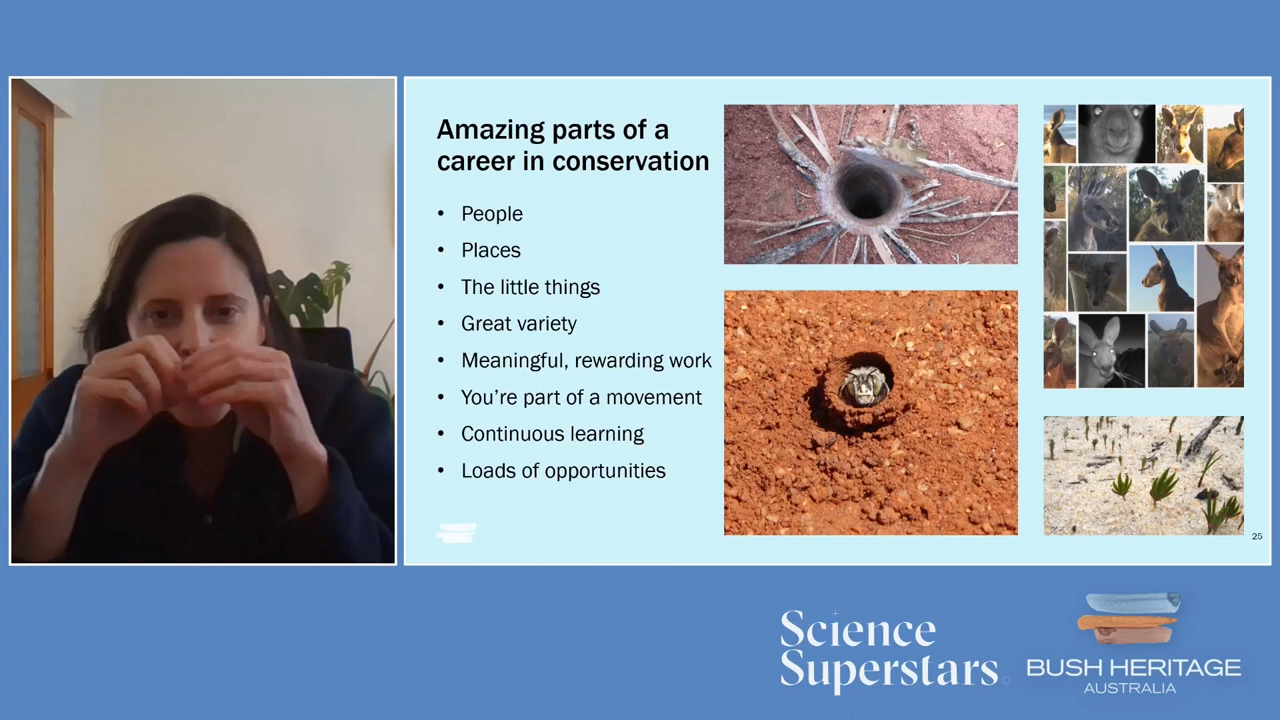 Amazing parts of a
career in conservation
• People
• Places
• The little things
• Great variety
• Meaningful, rewarding work
• You’re part of a movement
• Continuous learning
• Loads of opportunities
25
Science
Superstars
BUSH HERITAGE
AUSTRALIA